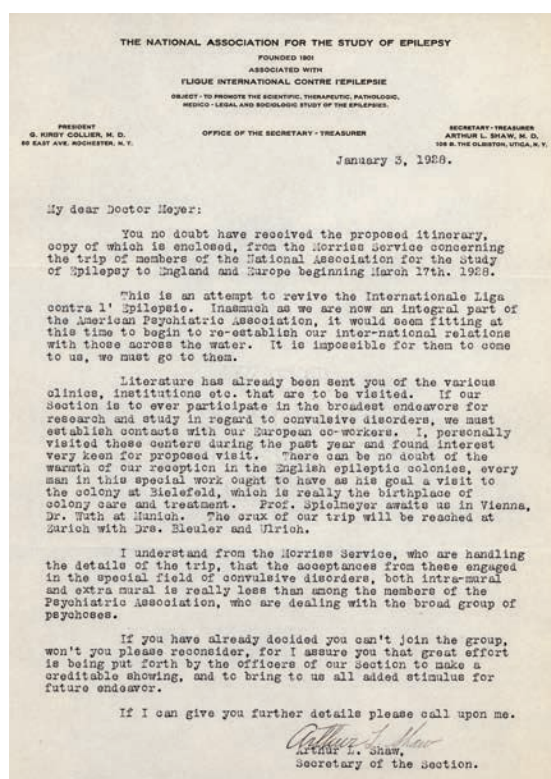 THE NATIONAL ASSOCIATION FOR THE STUDY OF EPILEPSY
FOUNDED 1901
ASSOCIATED WITH
l'LIGUE INTERNATIONAL CONTRE l'EPILEPSIE
OBJECT - TO PROMOTE THE SCIENTIFIC, THERAPEUTIC, PATHOLOGIC,
MEDICO - LEGAL AND SOCIOLOGIC STUDY OF THE EPILEPSIES.
PRESIDENT
G. KIRBY COLLIER, M. D.
EAST AVE. ROCHESTER, N. Y.
OFFICE OF THE SECRETARY - TREASURER
SECRETARY - TREASURER
ARTHUR L. SHAW, M. D.
THE OLBISTON, UTICA, N. Y.
January 3, 1928.
My dear Doctor Meyer:
You no doubt have received the proposed itinerary,
copy of which is enclosed, from the Morriss Service concerning
the trip of members of the National Association for the Study
of Epilepsy to England and Europe beginning March 17th. 1928.
This is an attempt to revive the Internationale Liga
contra l' Epilepsie. Inasmuch as we are now an integral part of
the American Psychiatric Association, it would seem fitting at
this time to begin to re-establish our inter-national relations
with those across the water. It is impossible for them to come
to us, we must go to them.
Literature has already been sent you of the various
clinics, institutions etc. that are to be visited. If our
Section is to ever participate in the broadest endeavors for
research and study in regard to convulsive disorders, we must
establish contacts with our European co-workers. I, personally
visited these centers during the past year and found interest
very keen for proposed visit. There can be no doubt of the
warmth of our reception in the English epileptic colonies, every
man in this special work ought to have as his goal a visit to
the colony at Bielefeld, which is really the birthplace of
colony care and treatment. Prof. Spielmeyer awaits us in Vienna,
Dr. Wuth at Munich. The crux of our trip will be reached at
Zurich with Drs. Bleuler and Ulrich.
I understand from the Morriss Service, who are handling
the details of the trip, that the acceptances from these engaged
in the special field of convulsive disorders, both intra-mural
and extra mural is really less than among the members of the
Psychiatric Association, who are dealing with the broad group of
psychoses.
If you have already decided you can't join the group,
won't you please reconsider, for I assure you that great effort
is being put forth by the officers of our Section to make a
creditable showing, and to bring to us all added stimulus for
future endeavor.
If I can give you further details please call upon me.
Arthur L. Shaw
Arthur L. Shaw,
Secretary of the Section.